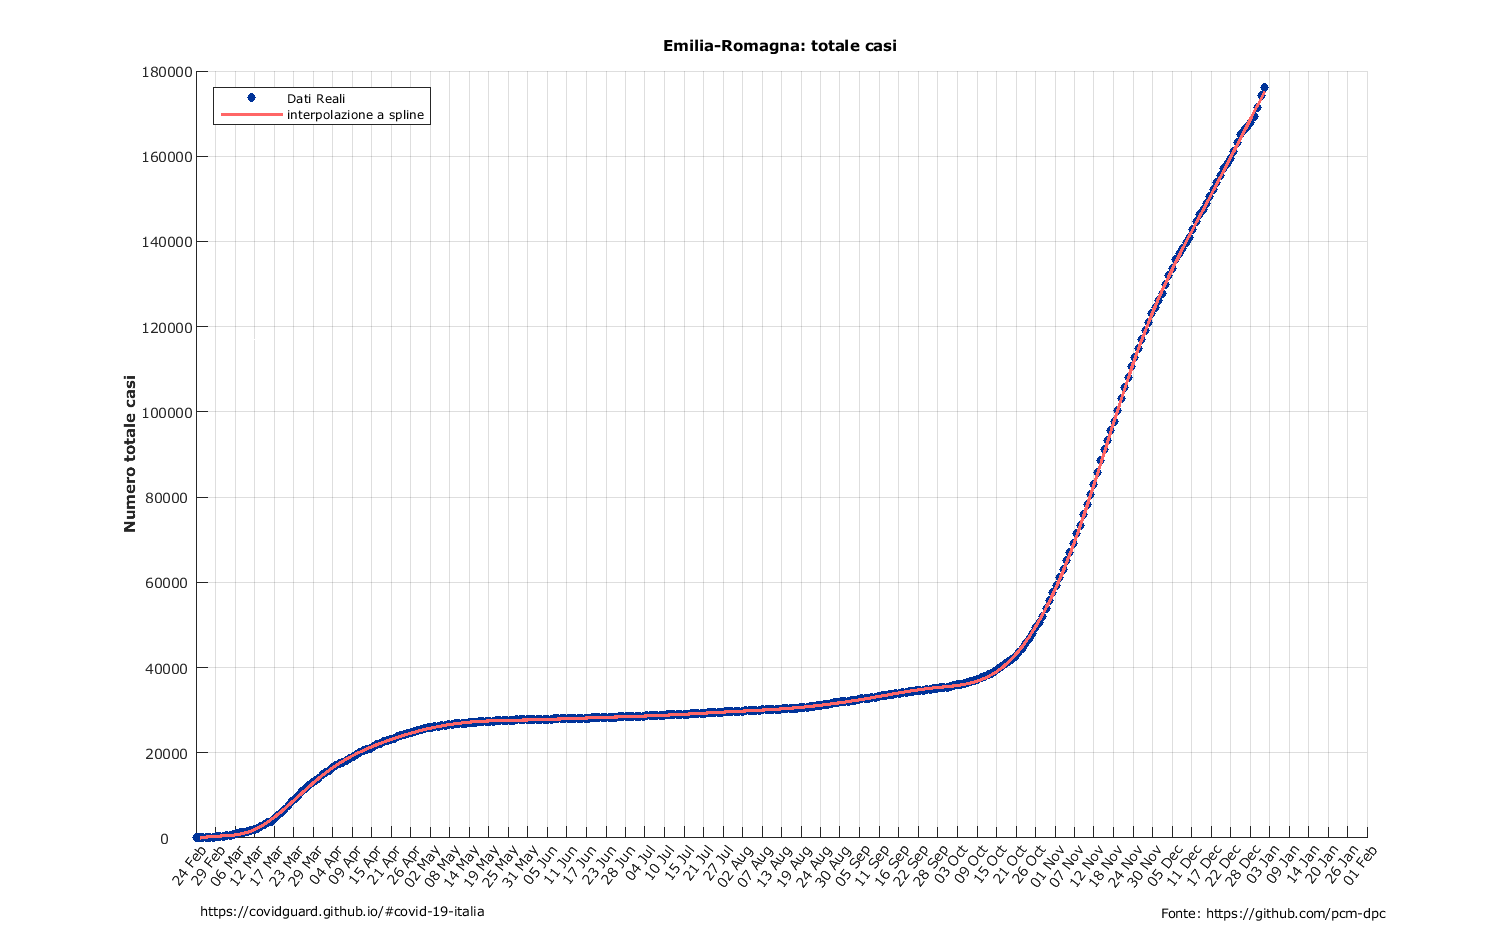 Emilia-Romagna: totale casi
Dati Reali
interpolazione a spline
Numero totale casi
180000
160000
140000
120000
100000
80000
60000
40000
20000
0
24 Feb
29 Feb
06 Mar
12 Mar
17 Mar
23 Mar
29 Mar
04 Apr
09 Apr
15 Apr
21 Apr
26 Apr
02 May
08 May
14 May
19 May
25 May
31 May
05 Jun
11 Jun
17 Jun
23 Jun
28 Jun
04 Jul
10 Jul
15 Jul
21 Jul
27 Jul
02 Aug
07 Aug
13 Aug
19 Aug
24 Aug
30 Aug
05 Sep
11 Sep
16 Sep
22 Sep
28 Sep
03 Oct
09 Oct
15 Oct
21 Oct
26 Oct
01 Nov
07 Nov
12 Nov
18 Nov
24 Nov
30 Nov
05 Dec
11 Dec
17 Dec
22 Dec
28 Dec
03 Jan
09 Jan
14 Jan
20 Jan
26 Jan
01 Feb
https://covidguard.github.io/#covid-19-italia
Fonte: https://github.com/pcm-dpc